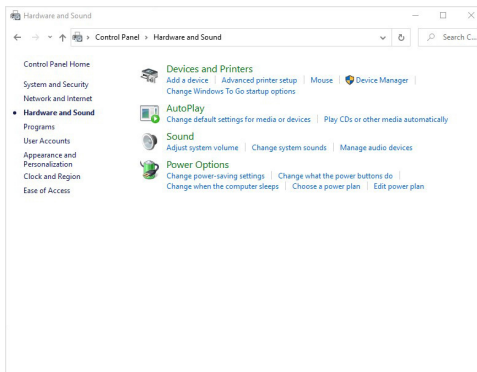 Hardware and Sound
Control Panel > Hardware and Sound
Search C...
Control Panel Home
System and Security
Network and Internet
Hardware and Sound
Programs
User Accounts
Appearance and
Personalization
Clock and Region
Ease of Access
Devices and Printers
Add a device | Advanced printer setup | Mouse | Device Manager |
Change Windows To Go startup options
AutoPlay
Change default settings for media or devices | Play CDs or other media automatically
Sound
Adjust system volume | Change system sounds | Manage audio devices
Power Options
Change power-saving settings | Change what the power buttons do |
Change when the computer sleeps | Choose a power plan | Edit power plan